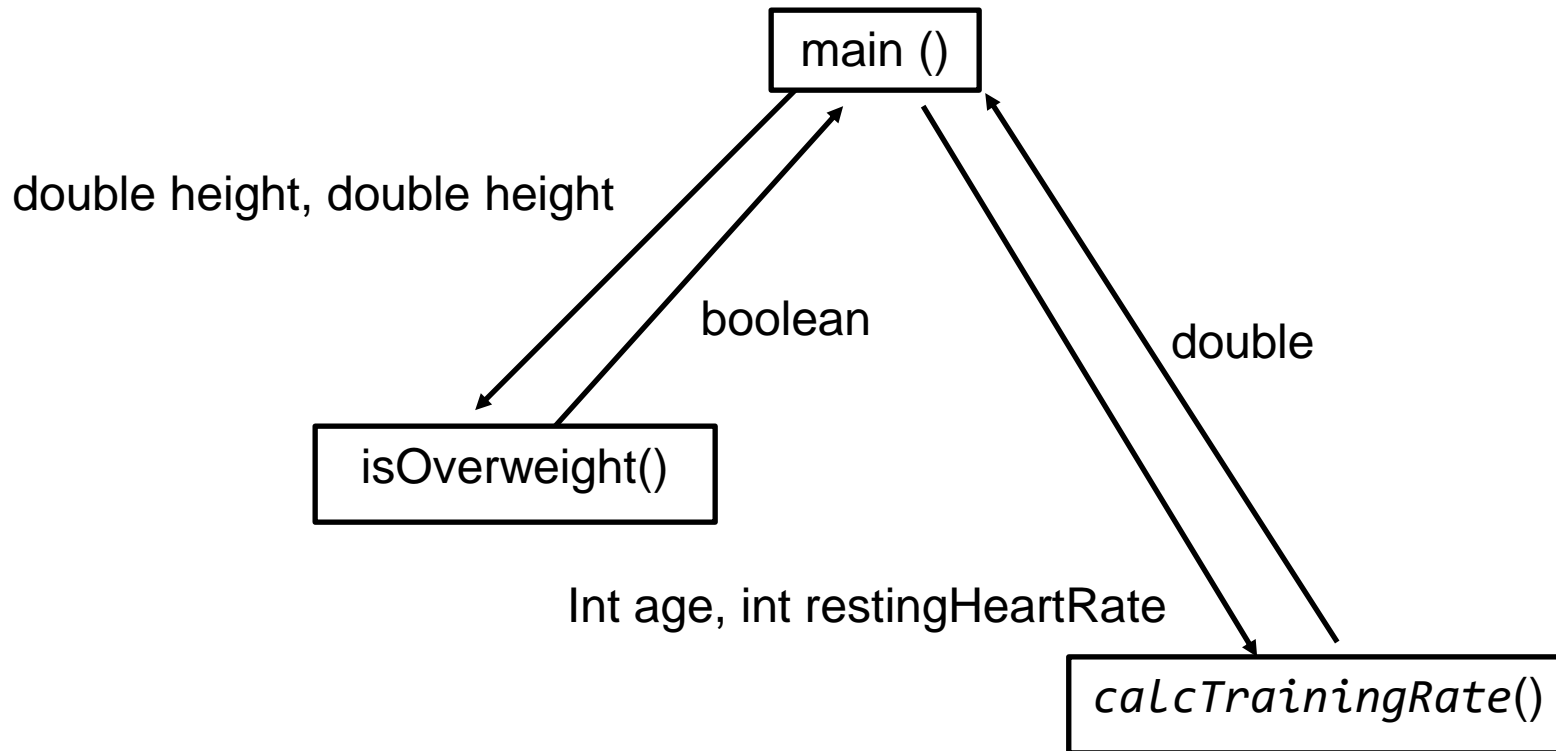 main ()
double height, double height
boolean
double
isOverweight()
Int age, int restingHeartRate
calcTrainingRate()